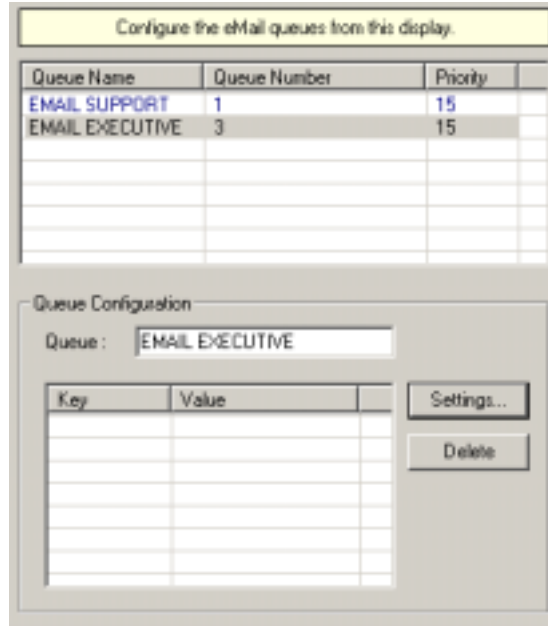 Configure the eMail queues from this display.
Queue Name Queue Number Priority
EMAIL SUPPORT 1 15
EMAIL EXECUTIVE 3 15
Queue Configuration
Queue : EMAIL EXECUTIVE
Key Value
Settings...
Delete